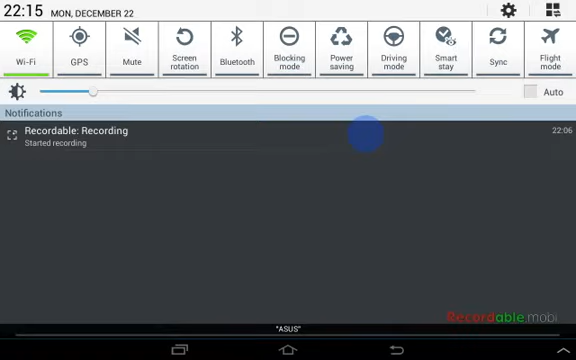 22:15 MON, DECEMBER 22
Wi-Fi GPS Mute Screen rotation Bluetooth Blocking mode Power saving Driving mode Smart stay Sync Flight mode
Auto
Notifications
Recordable: Recording 22:06
Started recording
Recordable.mobi
"ASUS"